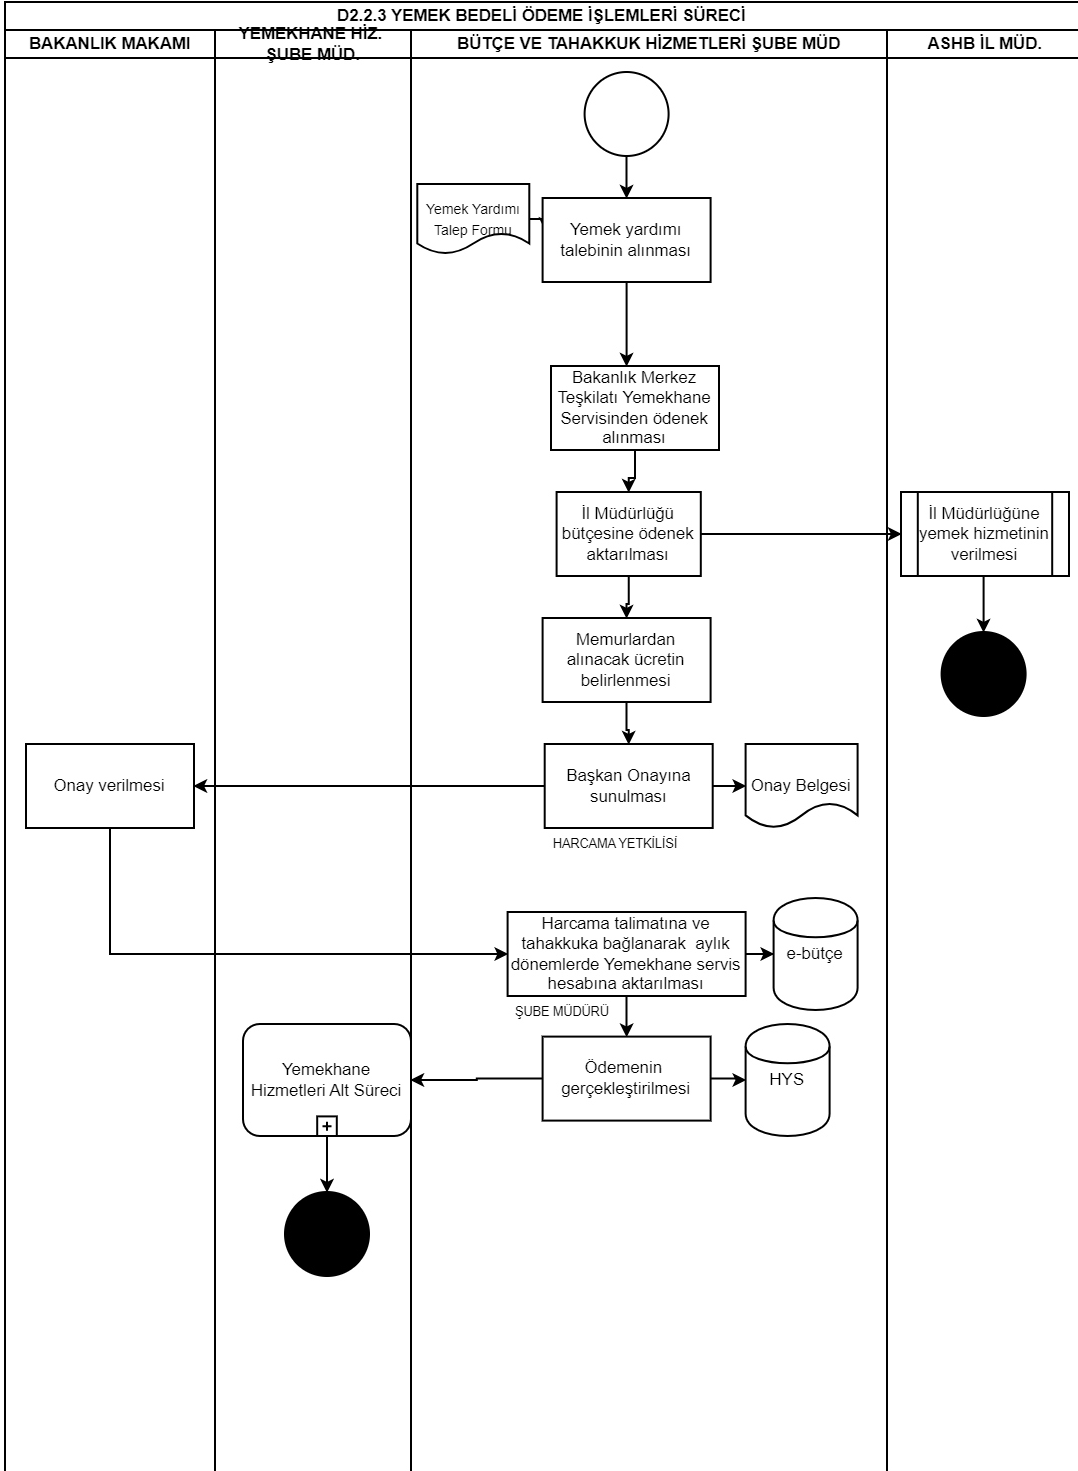 D2.2.3 YEMEK BEDELİ ÖDEME İŞLEMLERİ SÜRECİ
BAKANLIK MAKAMI
YEMEKHANE HİZ.
ŞUBE MÜD.
BÜTÇE VE TAHAKKUK HİZMETLERİ ŞUBE MÜD
ASHB İL MÜD.
Yemek Yardımı
Talep Formu
Yemek yardımı
talebinin alınması
Bakanlık Merkez
Teşkilatı Yemekhane
Servisinden ödenek
alınması
İl Müdürlüğü
bütçesine ödenek
aktarılması
İl Müdürlüğüne
yemek hizmetinin
verilmesi
Memurlardan
alınacak ücretin
belirlenmesi
Onay verilmesi
Başkan Onayına
sunulması
Onay Belgesi
HARCAMA YETKİLİSİ
Harcama talimatına ve
tahakkuka bağlanarak aylık
dönemlerde Yemekhane servis
hesabına aktarılması
e-bütçe
ŞUBE MÜDÜRÜ
Yemekhane
Hizmetleri Alt Süreci
Ödemenin
gerçekleştirilmesi
HYS